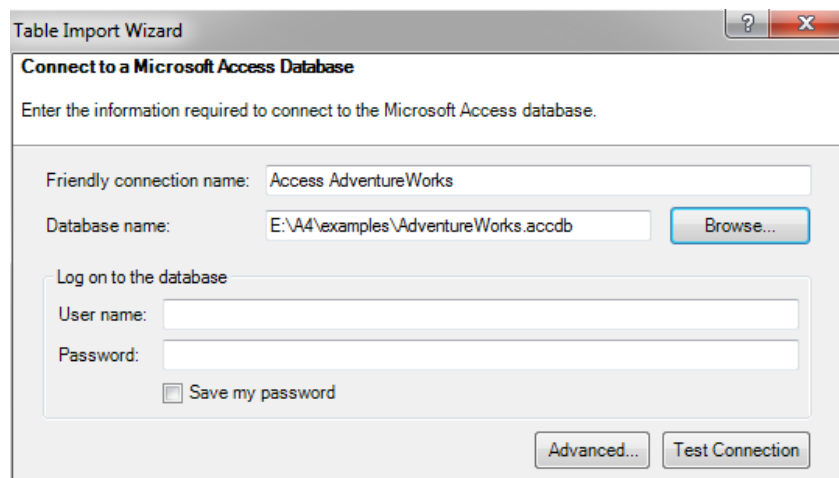 Table Import Wizard
? X
Connect to a Microsoft Access Database
Enter the information required to connect to the Microsoft Access database.
Friendly connection name: Access AdventureWorks
Database name: E:\A4\examples\AdventureWorks.accdb Browse...
Log on to the database
User name:
Password:
Save my password
Advanced... Test Connection